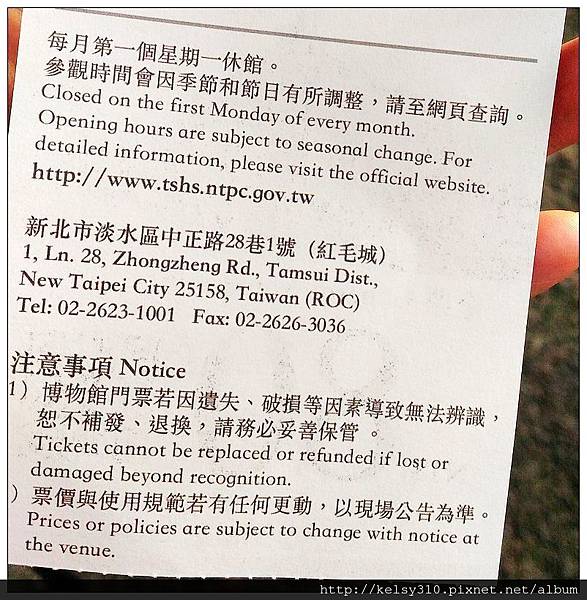 每月第一個星期一休館。
參觀時間會因季節和節日有所調整，請至網頁查詢。
Closed on the first Monday of every month.
Opening hours are subject to seasonal change. For
detailed information, please visit the official website.
http://www.tshs.ntpc.gov.tw
新北市淡水區中正路28巷1號（紅毛城）
1, Ln. 28, Zhongzheng Rd., Tamsui Dist.,
New Taipei City 25158, Taiwan (ROC)
Tel: 02-2623-1001 Fax: 02-2626-3036
注意事項 Notice
1）博物館門票若因遺失、破損等因素導致無法辨識，
恕不補發、退換，請務必妥善保管 。
Tickets cannot be replaced or refunded if lost or
damaged beyond recognition.
）票價與使用規範若有任何更動，以現場公告為準。
Prices or policies are subject to change with notice at
the venue.
http://kelsy310.pixnet.net/album